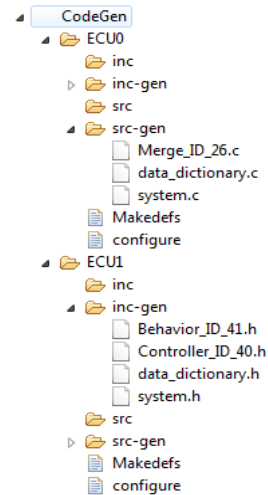 CodeGen
ECU0
inc
inc-gen
src
src-gen
Merge_ID_26.c
data_dictionary.c
system.c
Makedefs
configure
ECU1
inc
inc-gen
Behavior_ID_41.h
Controller_ID_40.h
data_dictionary.h
system.h
src
src-gen
Makedefs
configure